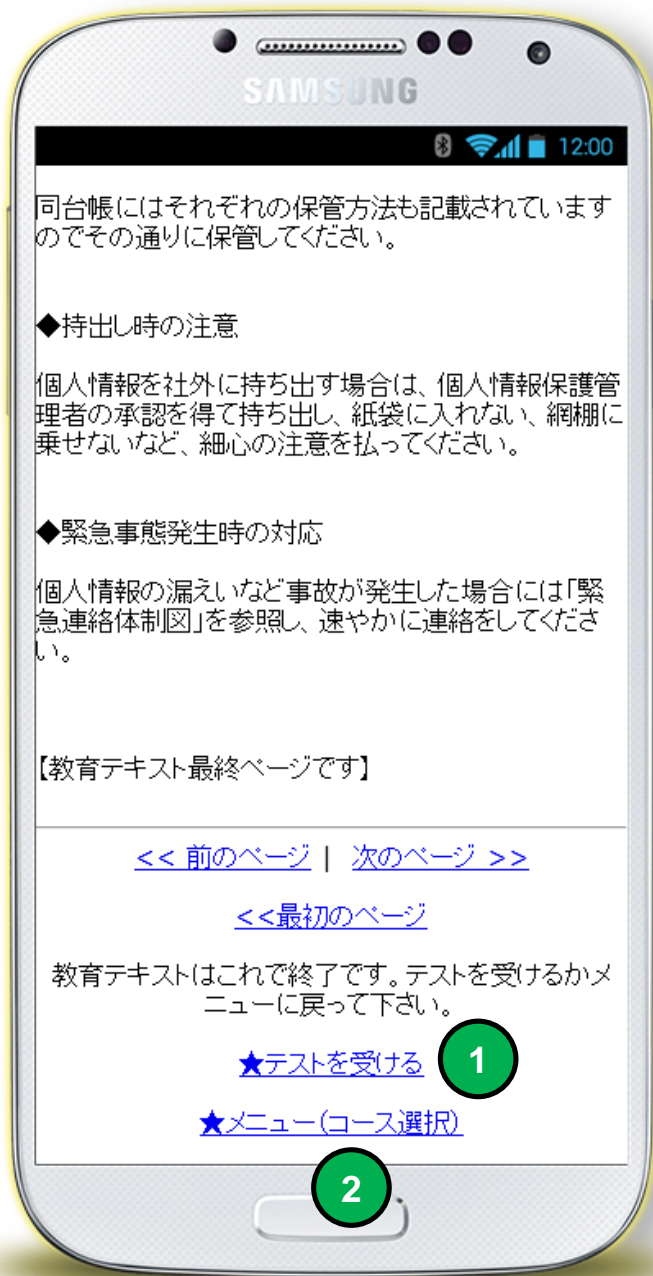 SAMSUNG
12:00
同台帳にはそれぞれの保管方法も記載されています
のでその通りに保管してください。
◆持出し時の注意
個人情報を社外に持ち出す場合は、個人情報保護管
理者の承認を得て持ち出し、紙袋に入れない、網棚に
乗せないなど、細心の注意を払ってください。
◆緊急事態発生時の対応
個人情報の漏えいなど事故が発生した場合には「緊
急連絡体制図」を参照し、速やかに連絡をしてくださ
い。
【教育テキスト最終ページです】
<< 前のページ | 次のページ >>
<<最初のページ
教育テキストはこれで終了です。テストを受けるかメ
ニューに戻って下さい。
★テストを受ける 1
★メニュー(コース選択)
2